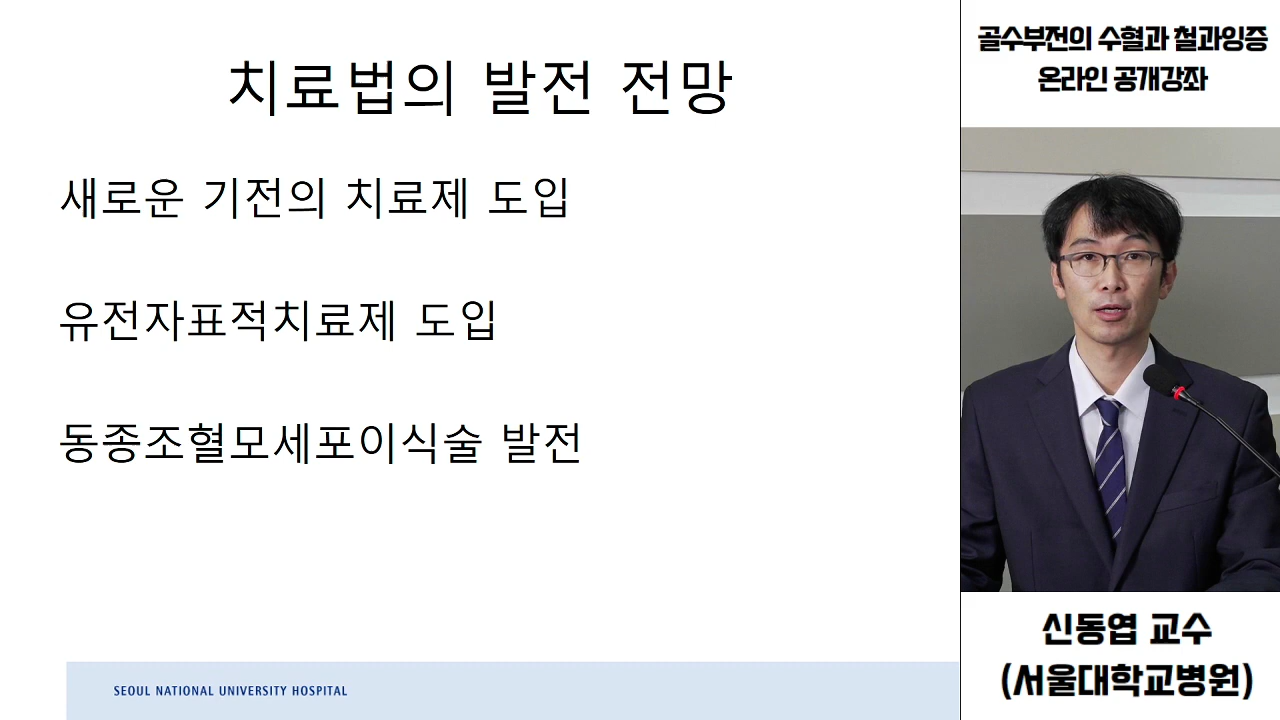 치료법의 발전 전망
새로운 기전의 치료제 도입
유전자표적치료제 도입
동종조혈모세포이식술 발전
SEOUL NATIONAL UNIVERSITY HOSPITAL
골수부전의 수혈과 철과잉증
온라인 공개강좌
신동엽 교수
(서울대학교병원)